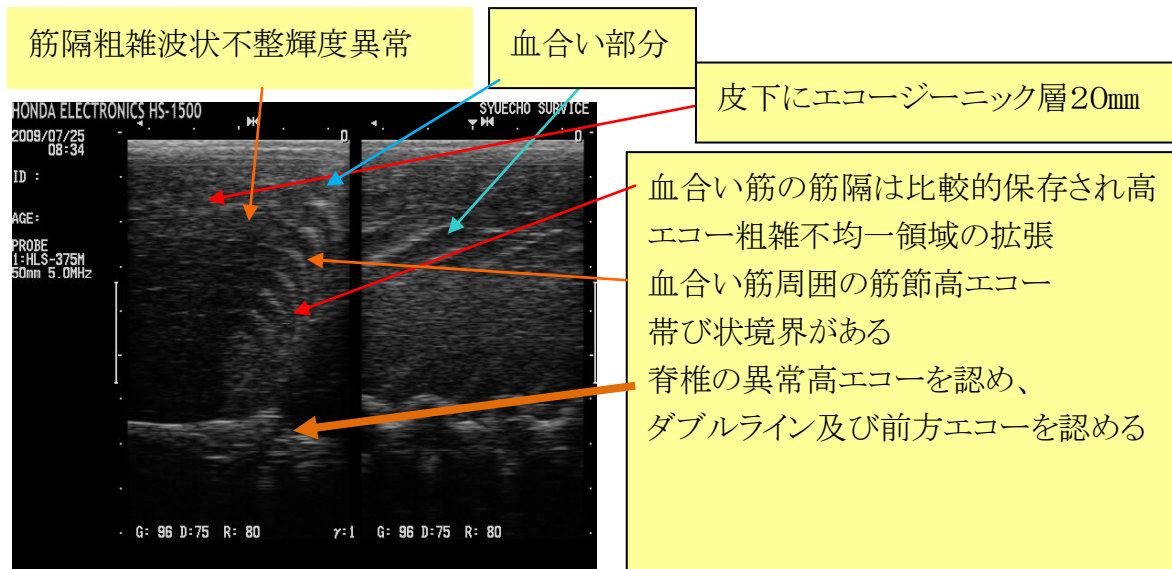 筋隔粗雑波状不整輝度異常
血合い部分
皮下にエコージーニック層20㎜
血合い筋の筋隔は比較的保存され高
エコー粗雑不均一領域の拡張
血合い筋周囲の筋節高エコー
帯び状境界がある
脊椎の異常高エコーを認め、
ダブルライン及び前方エコーを認める
HONDA ELECTRONICS HS-1500
SYUECHO SURVICE
2009/07/25
08:34
0
0
ID :
AGE:
PROBE
1:HLS-375M
50mm 5.0MHz
G: 96 D:75 R: 80 γ:1 G: 96 D:75 R: 80